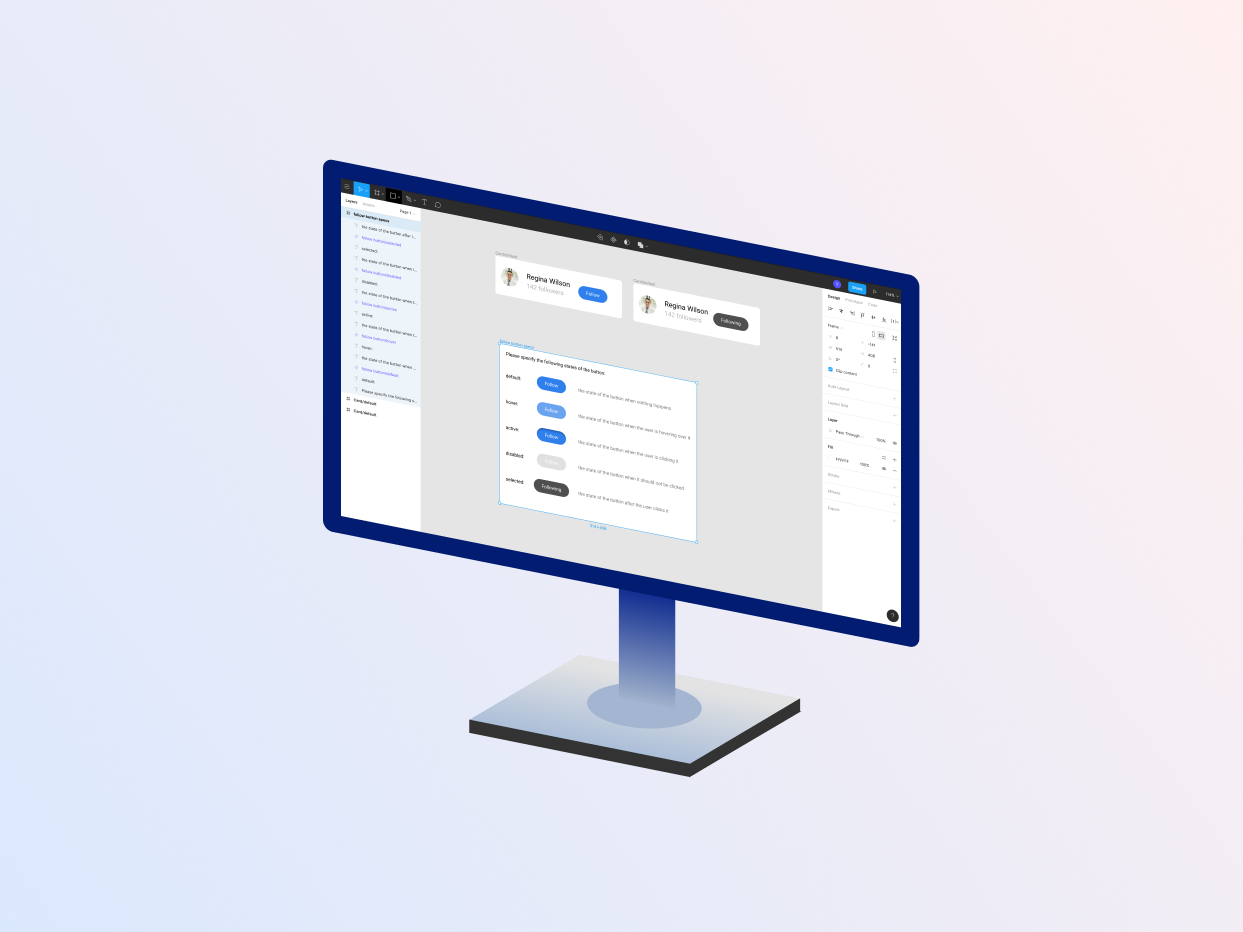 Layers
Page 1
follow button specs
the state of the button after t...
follow button/selected
selected:
the state of the button when i...
follow button/disabled
disabled:
the state of the button when t...
follow button/active
active:
the state of the button when t...
follow button/hover
hover:
the state of the button when ...
follow button/default
default:
Please specify the following s...
Card/default
Card/default
Regina Wilson
142 followers
Follow
Regina Wilson
142 followers
Following
follow button specs
Please specify the following states of the button:
default:
Follow
the state of the button when nothing happens
hover:
Follow
the state of the button when the user is hovering over it
active:
Follow
the state of the button when the user is clicking it
disabled:
Follow
the state of the button when it should not be clicked
selected:
Following
the state of the button after the user clicks it
Share
Design
Prototype
Code
Frame
Clip content
Auto Layout
Layout Grid
Layer
Pass Through
100%
Fill
FFFFFF
100%
Stroke
Effects
Export
?